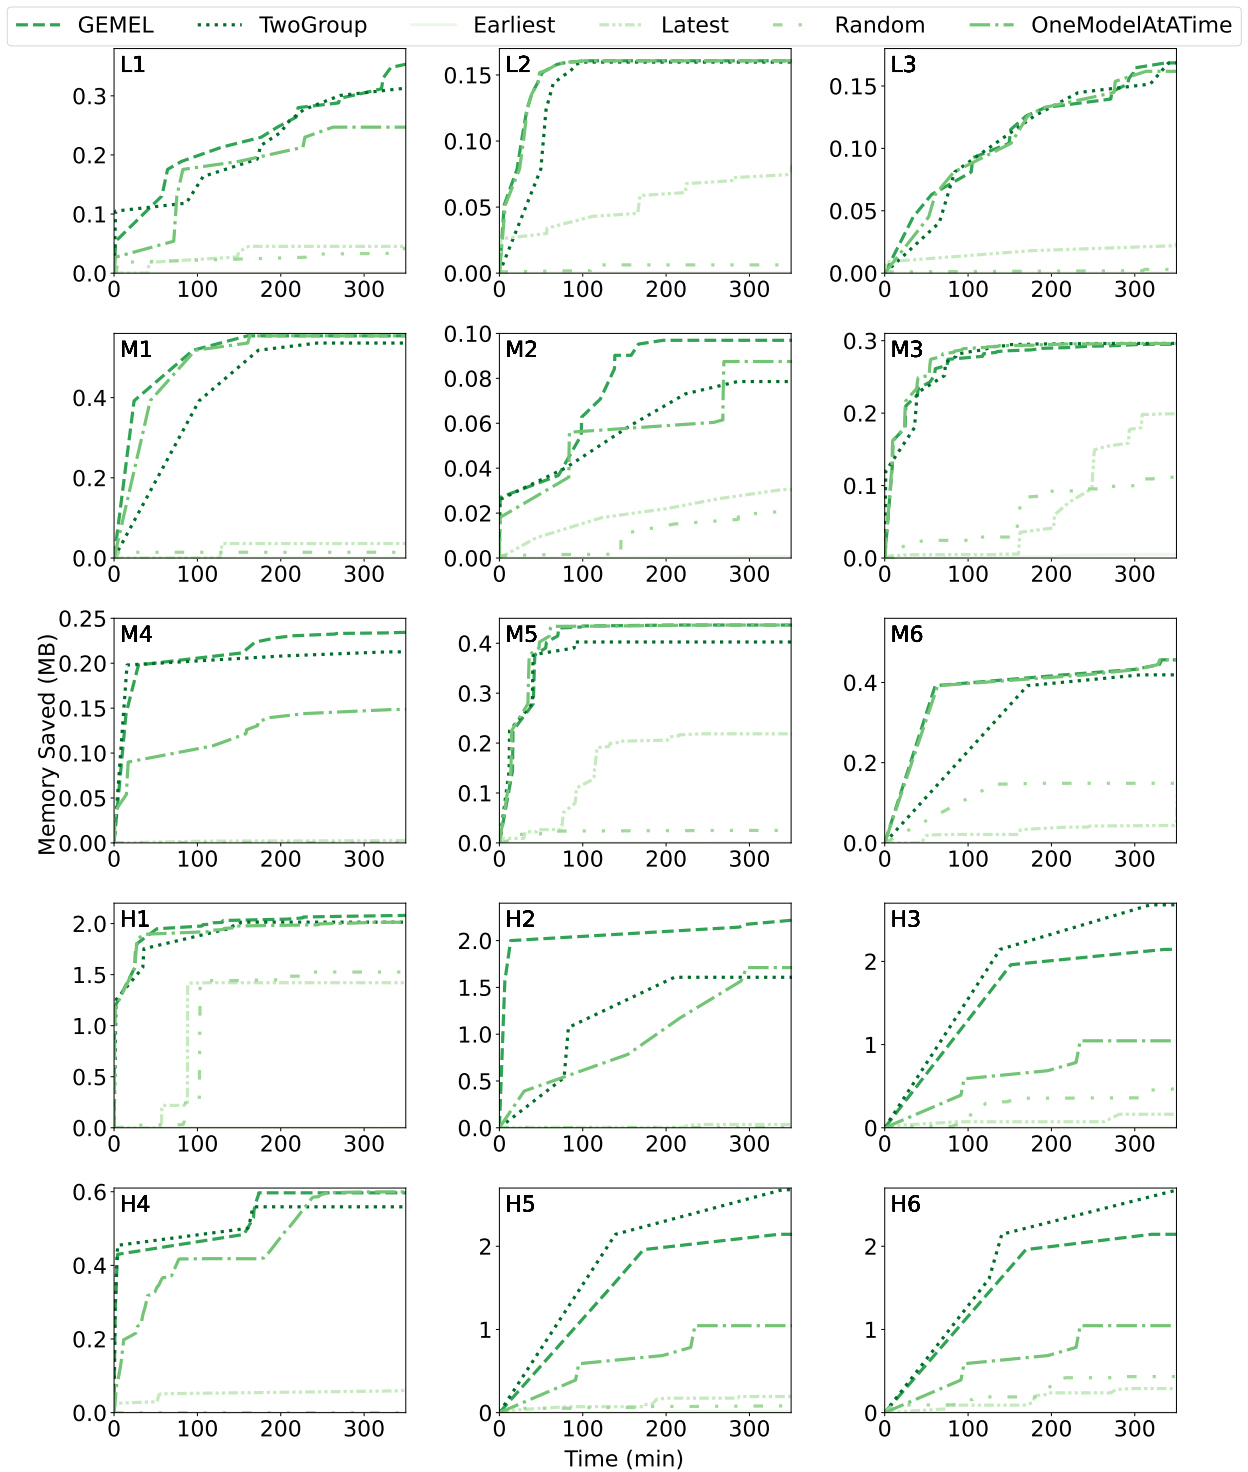 GEMEL TwoGroup Earliest Latest Random OneModelAtATime
L1 L2 L3
0.3 0.15 0.15
0.2 0.10 0.10
0.1 0.05 0.05
0.0 0.00 0.00
0 100 200 300 0 100 200 300 0 100 200 300
M1 M2 M3
0.10 0.3
0.08
0.4 0.06 0.2
0.2 0.04 0.1
0.02
0.0 0.00 0.0
0 100 200 300 0 100 200 300 0 100 200 300
Memory Saved (MB)
M4 M5 M6
0.25 0.4
0.20 0.3 0.4
0.15
0.10 0.2 0.2
0.05 0.1
0.00 0.0 0.0
0 100 200 300 0 100 200 300 0 100 200 300
H1 H2 H3
2.0 2.0 2
1.5 1.5
1.0 1.0 1
0.5 0.5
0.0 0.0 0
0 100 200 300 0 100 200 300 0 100 200 300
H4 H5 H6
0.6
0.4 2 2
0.2 1 1
0.0 0 0
0 100 200 300 0 100 200 300 0 100 200 300
Time (min)